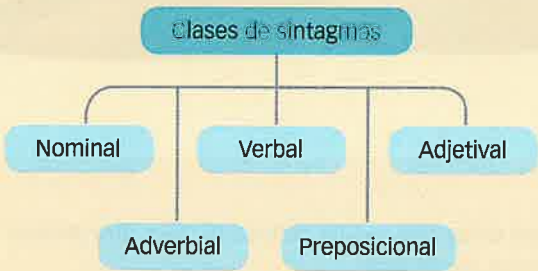 Clases de sintagmas
Nominal
Verbal
Adjetival
Adverbial
Preposicional